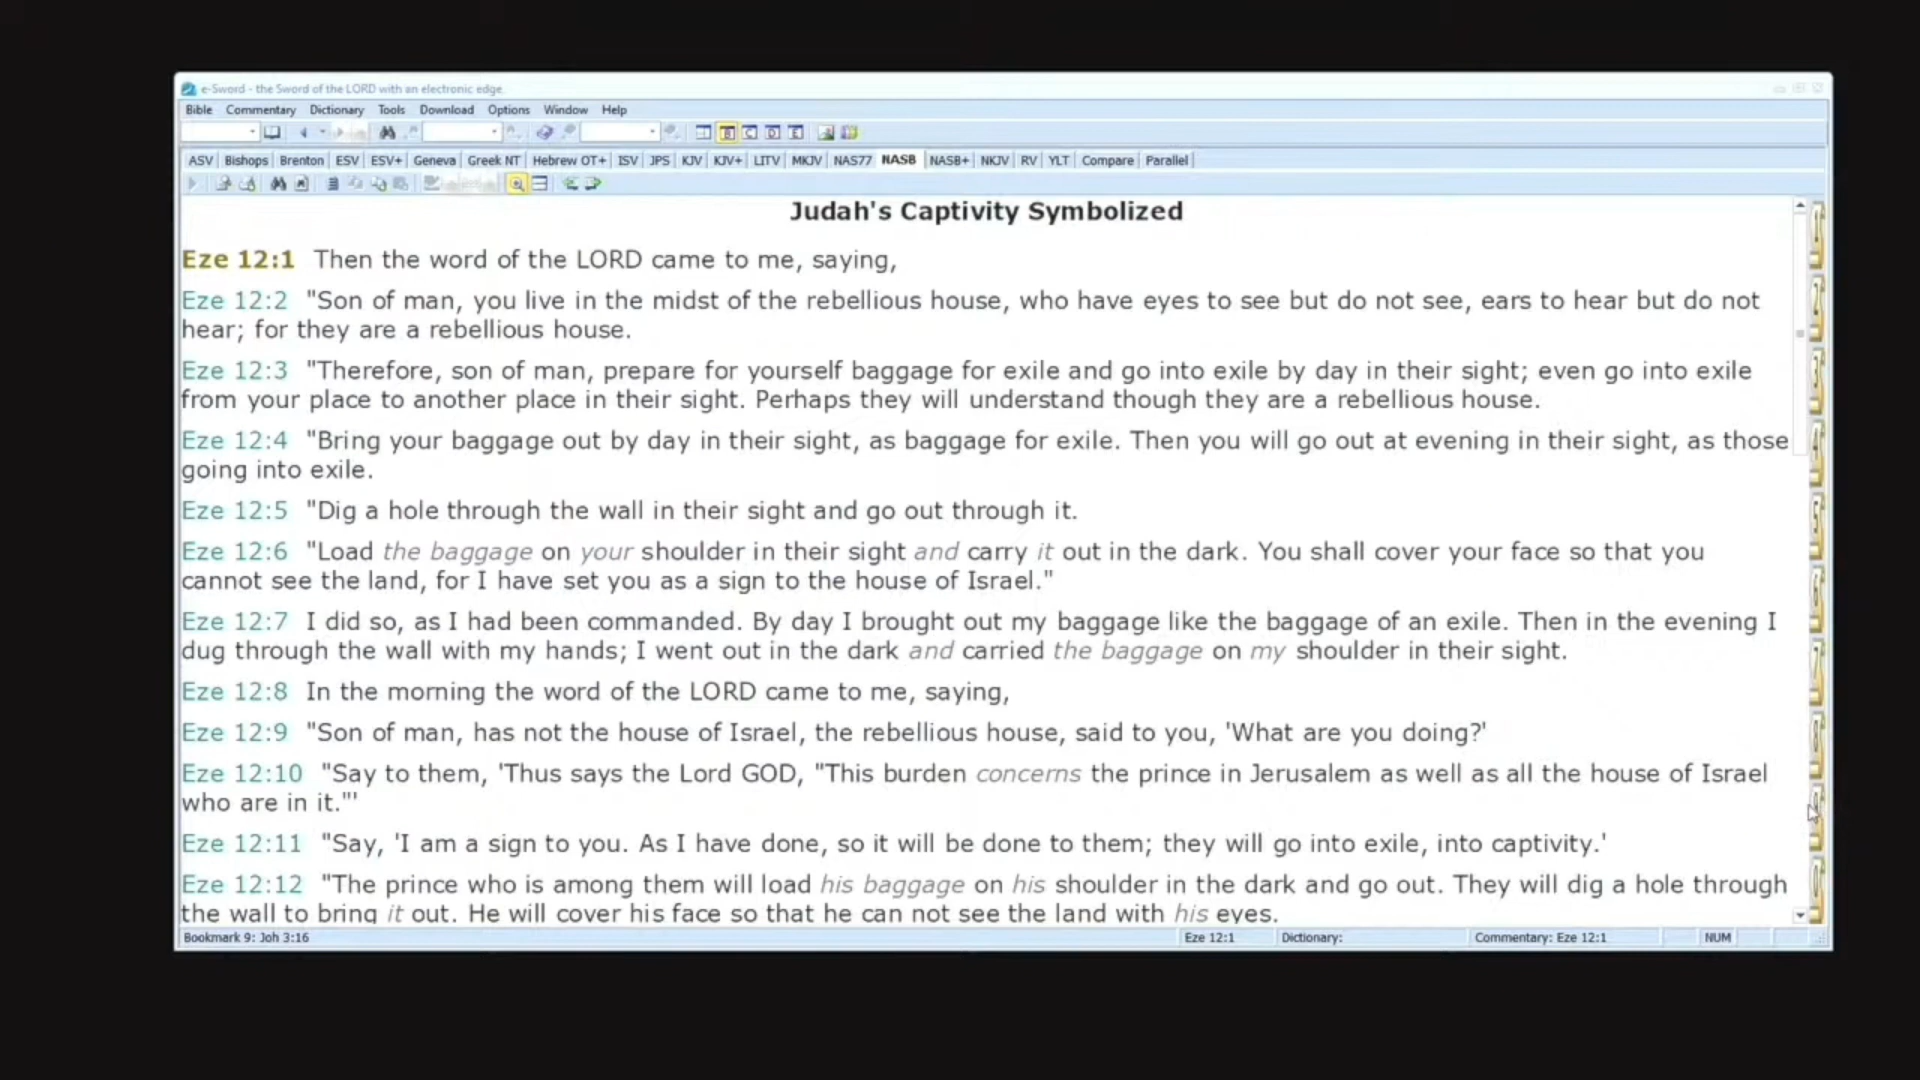 e-Sword - the Sword of the LORD with an electronic edge
Bible Commentary Dictionary Tools Download Options Window Help
ASV Bishops Brenton ESV ESV+ Geneva Greek NT Hebrew OT+ ISV JPS KJV KJV+ LITV MKJV NAS77 NASB NASB+ NKJV RV YLT Compare Parallel
Judah's Captivity Symbolized
Eze 12:1 Then the word of the LORD came to me, saying,
Eze 12:2 "Son of man, you live in the midst of the rebellious house, who have eyes to see but do not see, ears to hear but do not
hear; for they are a rebellious house.
Eze 12:3 "Therefore, son of man, prepare for yourself baggage for exile and go into exile by day in their sight; even go into exile
from your place to another place in their sight. Perhaps they will understand though they are a rebellious house.
Eze 12:4 "Bring your baggage out by day in their sight, as baggage for exile. Then you will go out at evening in their sight, as those
going into exile.
Eze 12:5 "Dig a hole through the wall in their sight and go out through it.
Eze 12:6 "Load the baggage on your shoulder in their sight and carry it out in the dark. You shall cover your face so that you
cannot see the land, for I have set you as a sign to the house of Israel."
Eze 12:7 I did so, as I had been commanded. By day I brought out my baggage like the baggage of an exile. Then in the evening I
dug through the wall with my hands; I went out in the dark and carried the baggage on my shoulder in their sight.
Eze 12:8 In the morning the word of the LORD came to me, saying,
Eze 12:9 "Son of man, has not the house of Israel, the rebellious house, said to you, 'What are you doing?'
Eze 12:10 "Say to them, 'Thus says the Lord GOD, "This burden concerns the prince in Jerusalem as well as all the house of Israel
who are in it."'
Eze 12:11 "Say, 'I am a sign to you. As I have done, so it will be done to them; they will go into exile, into captivity.'
Eze 12:12 "The prince who is among them will load his baggage on his shoulder in the dark and go out. They will dig a hole through
the wall to bring it out. He will cover his face so that he can not see the land with his eyes.
Bookmark 9: Joh 3:16 Eze 12:1 Dictionary: Commentary: Eze 12:1 NUM